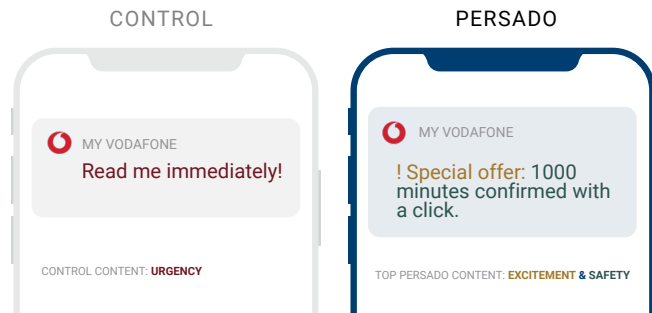 CONTROL
MY VODAFONE
Read me immediately!
CONTROL CONTENT: URGENCY
PERSADO
MY VODAFONE
! Special offer: 1000
minutes confirmed with
a click.
TOP PERSADO CONTENT: EXCITEMENT & SAFETY